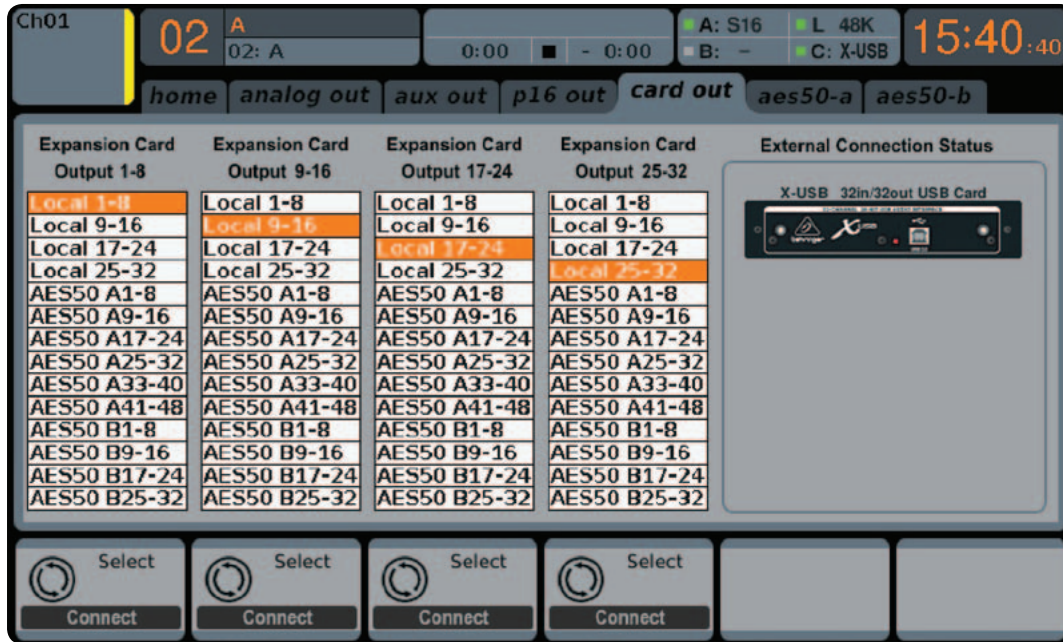 Ch01
02
A
02: A
0:00 - 0:00
A: S16 L 48K
B: - C: X-USB
15:40:40
home analog out aux out p16 out card out aes50-a aes50-b
Expansion Card
Output 1-8
Local 1-8
Local 9-16
Local 17-24
Local 25-32
AES50 A1-8
AES50 A9-16
AES50 A17-24
AES50 A25-32
AES50 A33-40
AES50 A41-48
AES50 B1-8
AES50 B9-16
AES50 B17-24
AES50 B25-32
Expansion Card
Output 9-16
Local 1-8
Local 9-16
Local 17-24
Local 25-32
AES50 A1-8
AES50 A9-16
AES50 A17-24
AES50 A25-32
AES50 A33-40
AES50 A41-48
AES50 B1-8
AES50 B9-16
AES50 B17-24
AES50 B25-32
Expansion Card
Output 17-24
Local 1-8
Local 9-16
Local 17-24
Local 25-32
AES50 A1-8
AES50 A9-16
AES50 A17-24
AES50 A25-32
AES50 A33-40
AES50 A41-48
AES50 B1-8
AES50 B9-16
AES50 B17-24
AES50 B25-32
Expansion Card
Output 25-32
Local 1-8
Local 9-16
Local 17-24
Local 25-32
AES50 A1-8
AES50 A9-16
AES50 A17-24
AES50 A25-32
AES50 A33-40
AES50 A41-48
AES50 B1-8
AES50 B9-16
AES50 B17-24
AES50 B25-32
External Connection Status
X-USB 32in/32out USB Card
behringer
X-USB
Select
Connect
Select
Connect
Select
Connect
Select
Connect